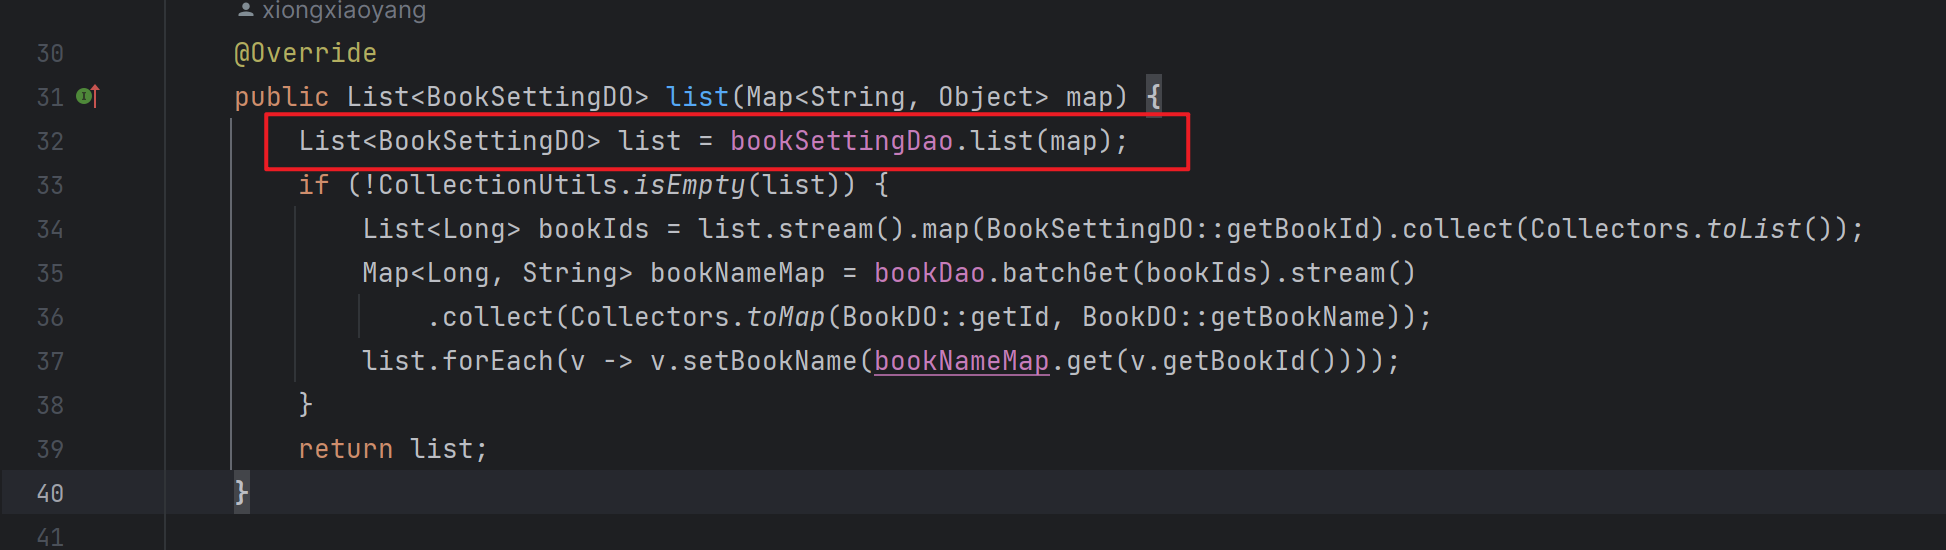 xiongxiaoyang
30 @Override
31 public List<BookSettingDO> list(Map<String, Object> map) {
32 List<BookSettingDO> list = bookSettingDao.list(map);
33 if (!CollectionUtils.isEmpty(list)) {
34 List<Long> bookIds = list.stream().map(BookSettingDO::getBookId).collect(Collectors.toList());
35 Map<Long, String> bookNameMap = bookDao.batchGet(bookIds).stream()
36 .collect(Collectors.toMap(BookDO::getId, BookDO::getBookName));
37 list.forEach(v -> v.setBookName(bookNameMap.get(v.getBookId())));
38 }
39 return list;
40 }
41